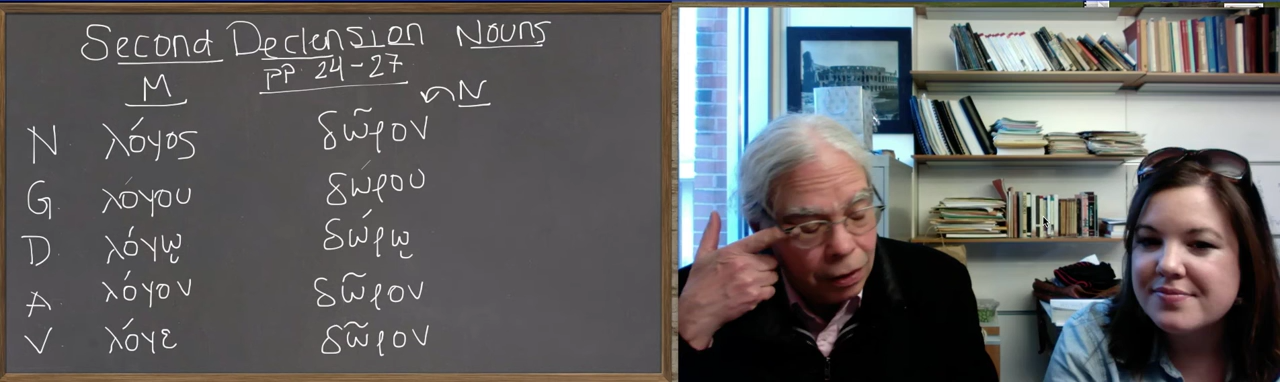 Second Declension Nouns
pp 24-27
M N
N λόγος δῶρον
G λόγου δώρου
D λόγῳ δώρῳ
A λόγον δῶρον
V λόγε δῶρον